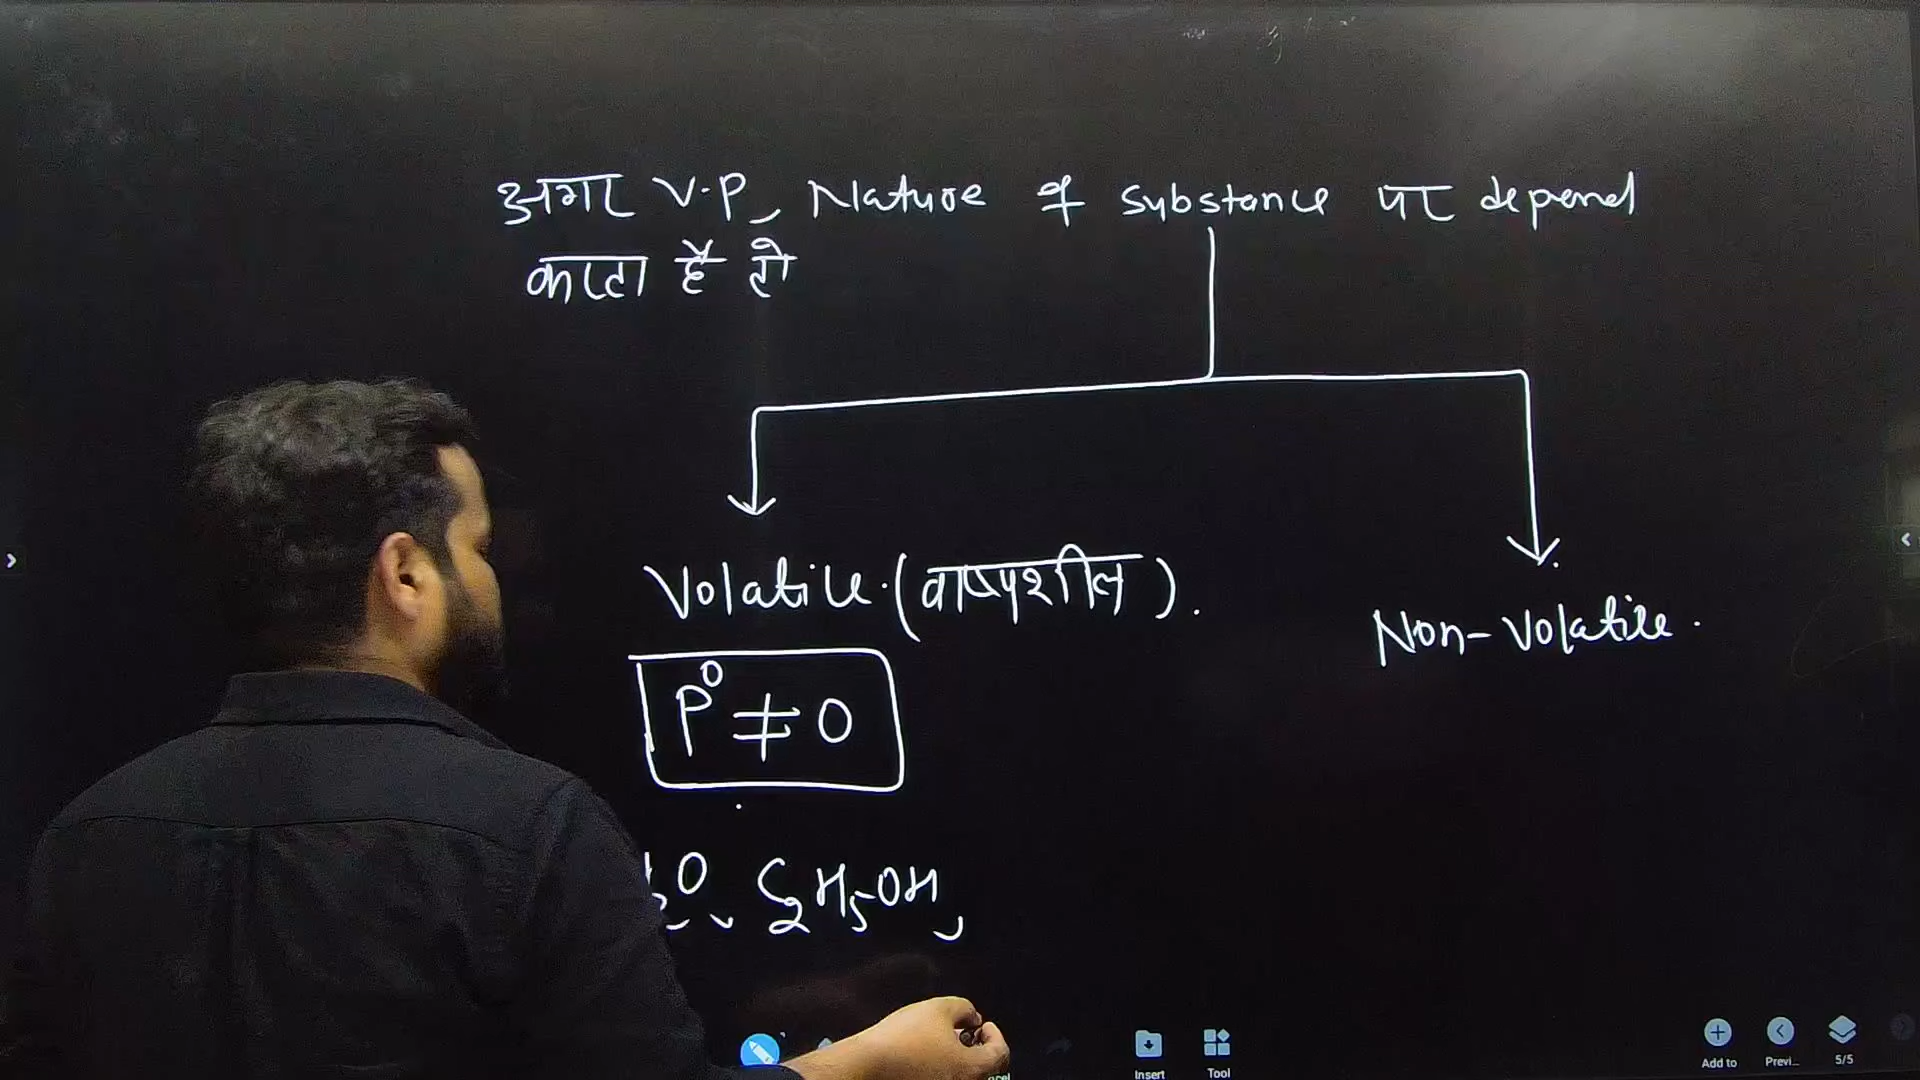 अगर V.P, Nature of substance पर depend
करता है तो
Volatile. (वाष्पशील).
Non-Volatile.
P⁰ ≠ 0
O, C₂H₅OH,
Insert
Tool
Add to
Previ...
5/5